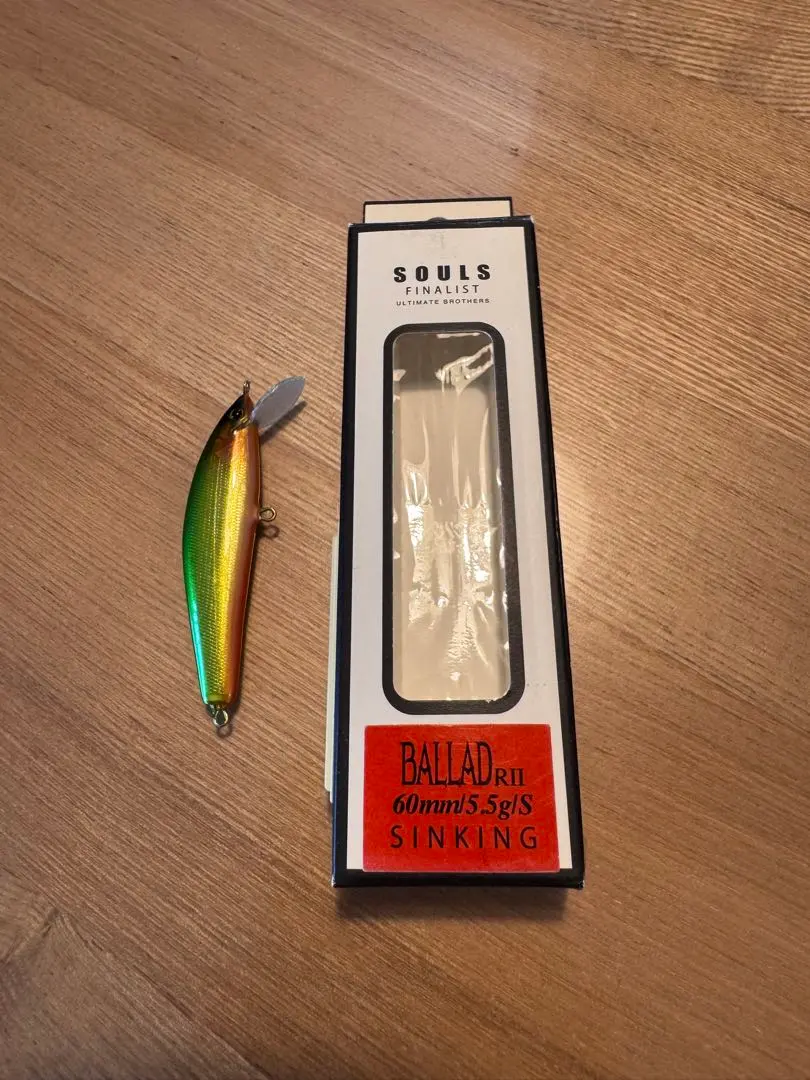 SOULS
FINALIST
ULTIMATE BROTHERS
BALLAD RII
60mm/5.5g/S
SINKING